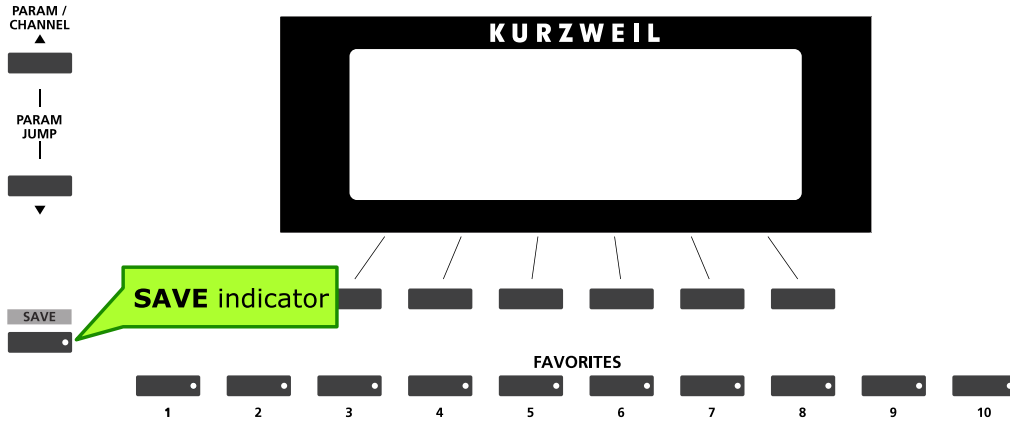 PARAM /
CHANNEL
KURZWEIL
PARAM
JUMP
SAVE indicator
SAVE
FAVORITES
1 2 3 4 5 6 7 8 9 10